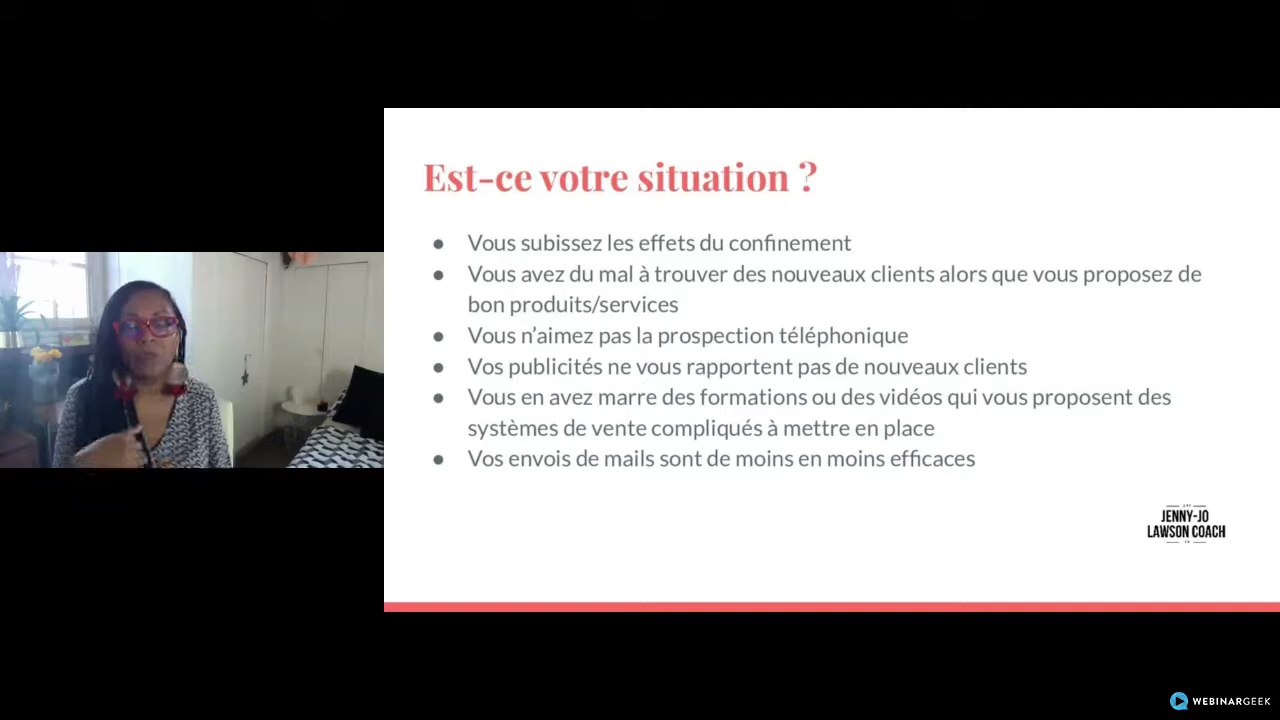 Est-ce votre situation ?
● Vous subissez les effets du confinement
● Vous avez du mal à trouver des nouveaux clients alors que vous proposez de
bon produits/services
● Vous n’aimez pas la prospection téléphonique
● Vos publicités ne vous rapportent pas de nouveaux clients
● Vous en avez marre des formations ou des vidéos qui vous proposent des
systèmes de vente compliqués à mettre en place
● Vos envois de mails sont de moins en moins efficaces
JENNY-JO
LAWSON COACH
WEBINARGEEK